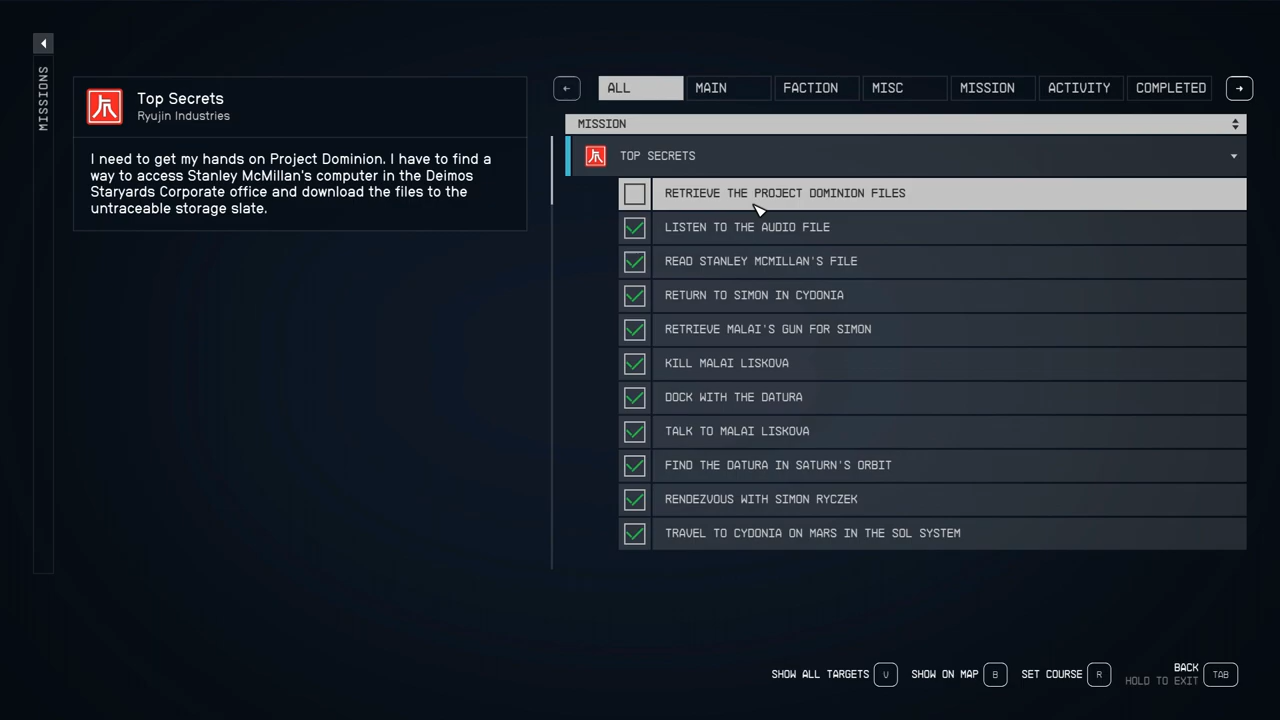 MISSIONS
Top Secrets
Ryujin Industries
I need to get my hands on Project Dominion. I have to find a
way to access Stanley McMillan's computer in the Deimos
Staryards Corporate office and download the files to the
untraceable storage slate.
ALL
MAIN
FACTION
MISC
MISSION
ACTIVITY
COMPLETED
MISSION
TOP SECRETS
RETRIEVE THE PROJECT DOMINION FILES
LISTEN TO THE AUDIO FILE
READ STANLEY MCMILLAN'S FILE
RETURN TO SIMON IN CYDONIA
RETRIEVE MALAI'S GUN FOR SIMON
KILL MALAI LISKOVA
DOCK WITH THE DATURA
TALK TO MALAI LISKOVA
FIND THE DATURA IN SATURN'S ORBIT
RENDEZVOUS WITH SIMON RYCZEK
TRAVEL TO CYDONIA ON MARS IN THE SOL SYSTEM
SHOW ALL TARGETS V
SHOW ON MAP B
SET COURSE R
BACK TAB
HOLD TO EXIT